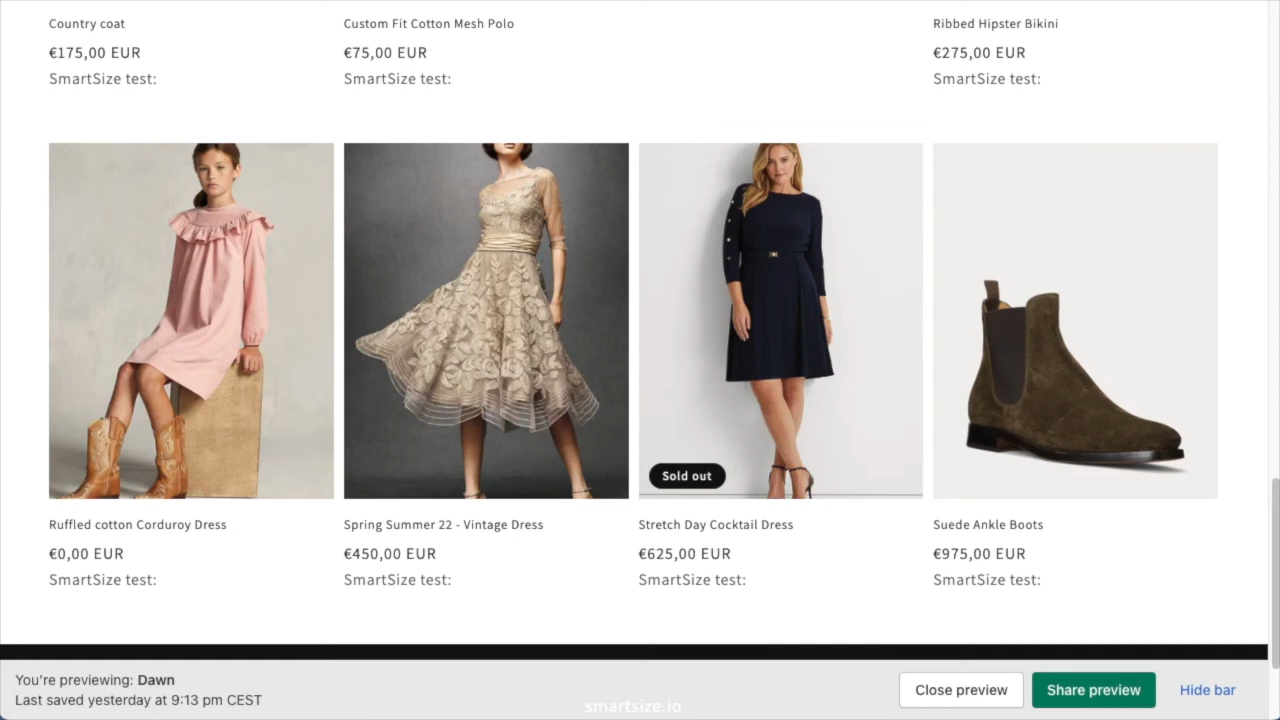 Country coat
Custom Fit Cotton Mesh Polo
Ribbed Hipster Bikini
€175,00 EUR
€75,00 EUR
€275,00 EUR
SmartSize test:
SmartSize test:
SmartSize test:
Sold out
Ruffled cotton Corduroy Dress
Spring Summer 22 - Vintage Dress
Stretch Day Cocktail Dress
Suede Ankle Boots
€0,00 EUR
€450,00 EUR
€625,00 EUR
€975,00 EUR
SmartSize test:
SmartSize test:
SmartSize test:
SmartSize test:
You're previewing: Dawn
Last saved yesterday at 9:13 pm CEST
Close preview
Share preview
Hide bar
smartsize.io